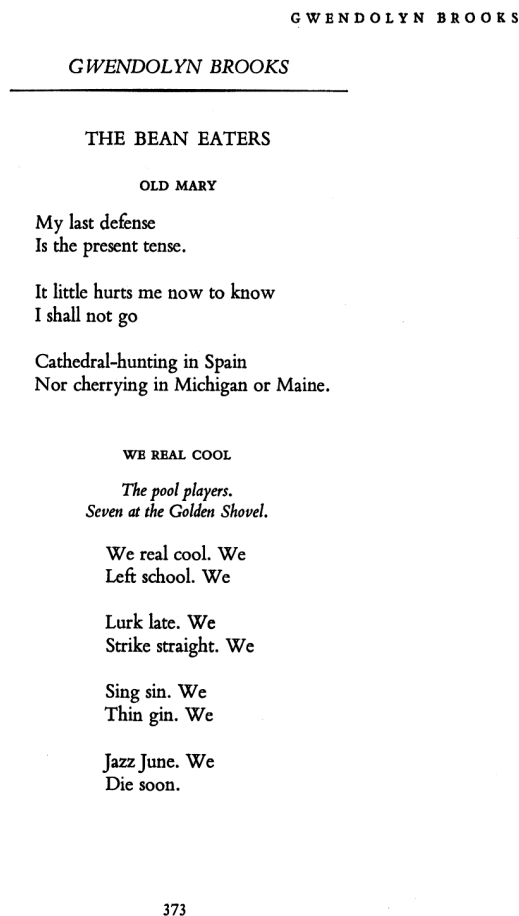 GWENDOLYN BROOKS
GWENDOLYN BROOKS
THE BEAN EATERS
OLD MARY
My last defense
Is the present tense.
It little hurts me now to know
I shall not go
Cathedral-hunting in Spain
Nor cherrying in Michigan or Maine.
WE REAL COOL
The pool players.
Seven at the Golden Shovel.
We real cool. We
Left school. We
Lurk late. We
Strike straight. We
Sing sin. We
Thin gin. We
Jazz June. We
Die soon.
373